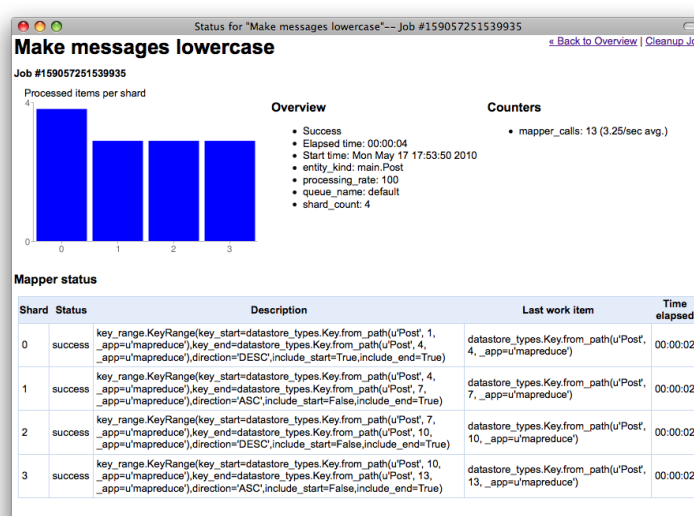 Status for "Make messages lowercase"-- Job #159057251539935
Make messages lowercase
« Back to Overview | Cleanup Jo
Job #159057251539935
Processed items per shard
4
0
0 1 2 3
Overview
• Success
• Elapsed time: 00:00:04
• Start time: Mon May 17 17:53:50 2010
• entity_kind: main.Post
• processing_rate: 100
• queue_name: default
• shard_count: 4
Counters
• mapper_calls: 13 (3.25/sec avg.)
Mapper status
Shard Status Description Last work item Time elapsed
0 success
key_range.KeyRange(key_start=datastore_types.Key.from_path(u'Post', 1,
_app=u'mapreduce'),key_end=datastore_types.Key.from_path(u'Post', 4,
_app=u'mapreduce'),direction='DESC',include_start=True,include_end=True)
datastore_types.Key.from_path(u'Post',
4, _app=u'mapreduce')
00:00:02
1 success
key_range.KeyRange(key_start=datastore_types.Key.from_path(u'Post', 4,
_app=u'mapreduce'),key_end=datastore_types.Key.from_path(u'Post', 7,
_app=u'mapreduce'),direction='ASC',include_start=False,include_end=True)
datastore_types.Key.from_path(u'Post',
7, _app=u'mapreduce')
00:00:02
2 success
key_range.KeyRange(key_start=datastore_types.Key.from_path(u'Post', 7,
_app=u'mapreduce'),key_end=datastore_types.Key.from_path(u'Post', 10,
_app=u'mapreduce'),direction='DESC',include_start=False,include_end=True)
datastore_types.Key.from_path(u'Post',
10, _app=u'mapreduce')
00:00:02
3 success
key_range.KeyRange(key_start=datastore_types.Key.from_path(u'Post', 10,
_app=u'mapreduce'),key_end=datastore_types.Key.from_path(u'Post', 13,
_app=u'mapreduce'),direction='ASC',include_start=False,include_end=True)
datastore_types.Key.from_path(u'Post',
13, _app=u'mapreduce')
00:00:02